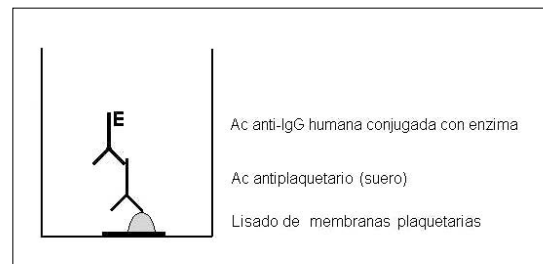 E
Ac anti-IgG humana conjugada con enzima
Ac antiplaquetario (suero)
Lisado de membranas plaquetarias